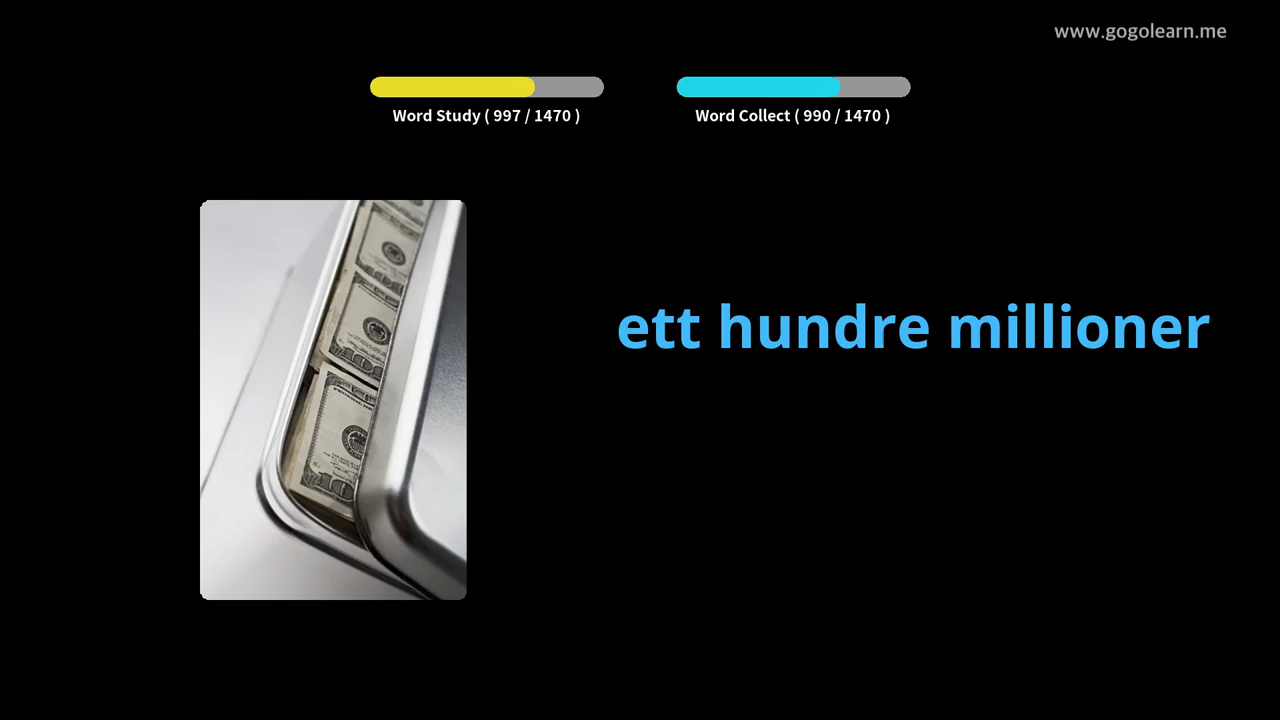 www.gogolearn.me
Word Study ( 997 / 1470 )
Word Collect ( 990 / 1470 )
ett hundre millioner